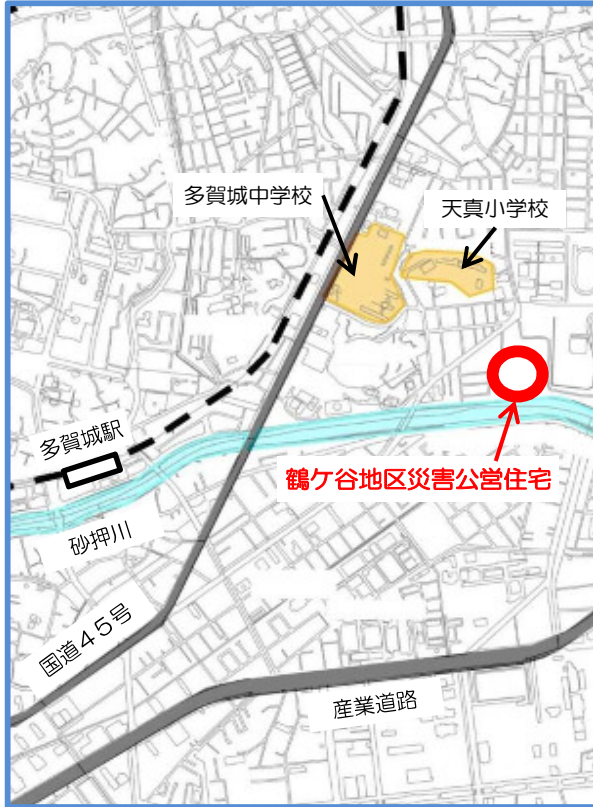 多賀城中学校
天真小学校
多賀城駅
鶴ケ谷地区災害公営住宅
砂押川
国道４５号
産業道路